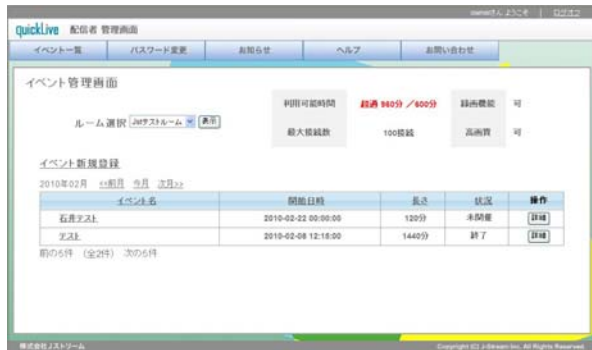 ownerさん ようこそ | ログオフ
quickLive 配信者 管理画面
イベント一覧 パスワード変更 お知らせ ヘルプ お問い合わせ
イベント管理画面
利用可能時間 超過 960分 /600分 録画機能 可
ルーム選択 Jstテストルーム 表示
最大接続数 100接続 高画質 可
イベント新規登録
2010年02月 <<前月 今月 次月>>
イベント名 開始日時 長さ 状況 操作
石井テスト 2010-02-22 00:00:00 120分 未開催 詳細
テスト 2010-02-08 12:15:00 1440分 終了 詳細
前の5件 (全2件) 次の5件
株式会社Jストリーム Copyright (C) J-Stream Inc. All Rights Reserved.